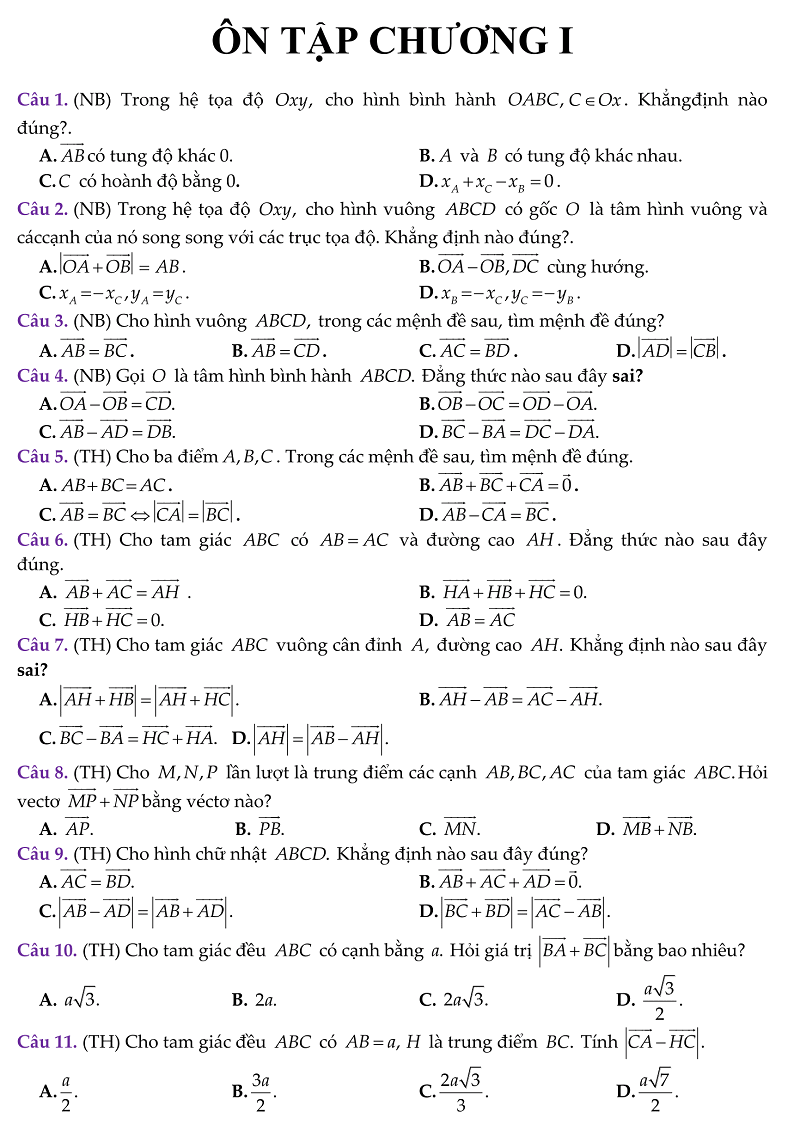 ÔN TẬP CHƯƠNG I
Câu 1. (NB) Trong hệ tọa độ Oxy, cho hình bình hành OABC, C ∈ Ox. Khẳngđịnh nào
đúng?.
A. $\overrightarrow{AB}$ có tung độ khác 0. B. A và B có tung độ khác nhau.
C. C có hoành độ bằng 0. D. $x_A + x_C - x_B = 0$.
Câu 2. (NB) Trong hệ tọa độ Oxy, cho hình vuông ABCD có gốc O là tâm hình vuông và
cáccạnh của nó song song với các trục tọa độ. Khẳng định nào đúng?.
A. $|\overrightarrow{OA} + \overrightarrow{OB}| = AB$. B. $\overrightarrow{OA} - \overrightarrow{OB}, \overrightarrow{DC}$ cùng hướng.
C. $x_A = -x_C, y_A = y_C$. D. $x_B = -x_C, y_C = -y_B$.
Câu 3. (NB) Cho hình vuông ABCD, trong các mệnh đề sau, tìm mệnh đề đúng?
A. $\overrightarrow{AB} = \overrightarrow{BC}$. B. $\overrightarrow{AB} = \overrightarrow{CD}$. C. $\overrightarrow{AC} = \overrightarrow{BD}$. D. $|\overrightarrow{AD}| = |\overrightarrow{CB}|$.
Câu 4. (NB) Gọi O là tâm hình bình hành ABCD. Đẳng thức nào sau đây sai?
A. $\overrightarrow{OA} - \overrightarrow{OB} = \overrightarrow{CD}$. B. $\overrightarrow{OB} - \overrightarrow{OC} = \overrightarrow{OD} - \overrightarrow{OA}$.
C. $\overrightarrow{AB} - \overrightarrow{AD} = \overrightarrow{DB}$. D. $\overrightarrow{BC} - \overrightarrow{BA} = \overrightarrow{DC} - \overrightarrow{DA}$.
Câu 5. (TH) Cho ba điểm A, B, C. Trong các mệnh đề sau, tìm mệnh đề đúng.
A. $AB + BC = AC$. B. $\overrightarrow{AB} + \overrightarrow{BC} + \overrightarrow{CA} = \vec{0}$.
C. $\overrightarrow{AB} = \overrightarrow{BC} \Leftrightarrow |\overrightarrow{CA}| = |\overrightarrow{BC}|$. D. $\overrightarrow{AB} - \overrightarrow{CA} = \overrightarrow{BC}$.
Câu 6. (TH) Cho tam giác ABC có AB = AC và đường cao AH. Đẳng thức nào sau đây
đúng.
A. $\overrightarrow{AB} + \overrightarrow{AC} = \overrightarrow{AH}$ . B. $\overrightarrow{HA} + \overrightarrow{HB} + \overrightarrow{HC} = 0$.
C. $\overrightarrow{HB} + \overrightarrow{HC} = 0$. D. $\overrightarrow{AB} = \overrightarrow{AC}$
Câu 7. (TH) Cho tam giác ABC vuông cân đỉnh A, đường cao AH. Khẳng định nào sau đây
sai?
A. $|\overrightarrow{AH} + \overrightarrow{HB}| = |\overrightarrow{AH} + \overrightarrow{HC}|$. B. $\overrightarrow{AH} - \overrightarrow{AB} = \overrightarrow{AC} - \overrightarrow{AH}$.
C. $\overrightarrow{BC} - \overrightarrow{BA} = \overrightarrow{HC} + \overrightarrow{HA}$. D. $|\overrightarrow{AH}| = |\overrightarrow{AB} - \overrightarrow{AH}|$.
Câu 8. (TH) Cho M, N, P lần lượt là trung điểm các cạnh AB, BC, AC của tam giác ABC. Hỏi
vectơ $\overrightarrow{MP} + \overrightarrow{NP}$ bằng véctơ nào?
A. $\overrightarrow{AP}$. B. $\overrightarrow{PB}$. C. $\overrightarrow{MN}$. D. $\overrightarrow{MB} + \overrightarrow{NB}$.
Câu 9. (TH) Cho hình chữ nhật ABCD. Khẳng định nào sau đây đúng?
A. $\overrightarrow{AC} = \overrightarrow{BD}$. B. $\overrightarrow{AB} + \overrightarrow{AC} + \overrightarrow{AD} = \vec{0}$.
C. $|\overrightarrow{AB} - \overrightarrow{AD}| = |\overrightarrow{AB} + \overrightarrow{AD}|$. D. $|\overrightarrow{BC} + \overrightarrow{BD}| = |\overrightarrow{AC} - \overrightarrow{AB}|$.
Câu 10. (TH) Cho tam giác đều ABC có cạnh bằng a. Hỏi giá trị $|\overrightarrow{BA} + \overrightarrow{BC}|$ bằng bao nhiêu?
A. $a\sqrt{3}$. B. $2a$. C. $2a\sqrt{3}$. D. $\frac{a\sqrt{3}}{2}$.
Câu 11. (TH) Cho tam giác đều ABC có AB = a, H là trung điểm BC. Tính $|\overrightarrow{CA} - \overrightarrow{HC}|$.
A. $\frac{a}{2}$. B. $\frac{3a}{2}$. C. $\frac{2a\sqrt{3}}{3}$. D. $\frac{a\sqrt{7}}{2}$.